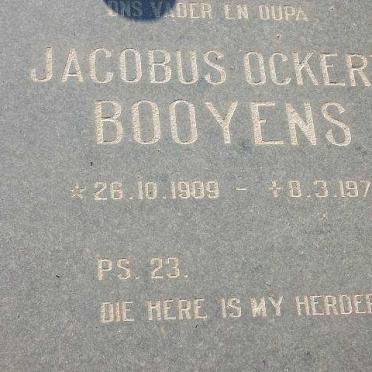 ONS VADER EN OUPA
JACOBUS OCKER
BOOYENS
* 26.10.1909 - ✝8.3.197
PS. 23.
DIE HERE IS MY HERDER